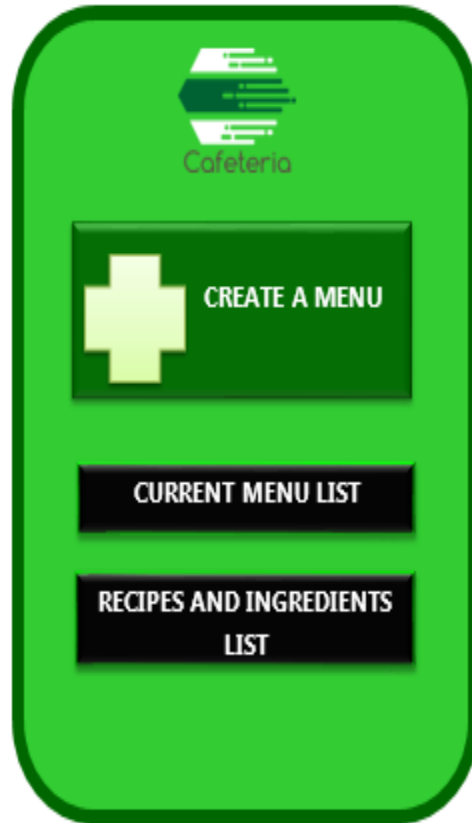 Cafeteria
CREATE A MENU
CURRENT MENU LIST
RECIPES AND INGREDIENTS
LIST